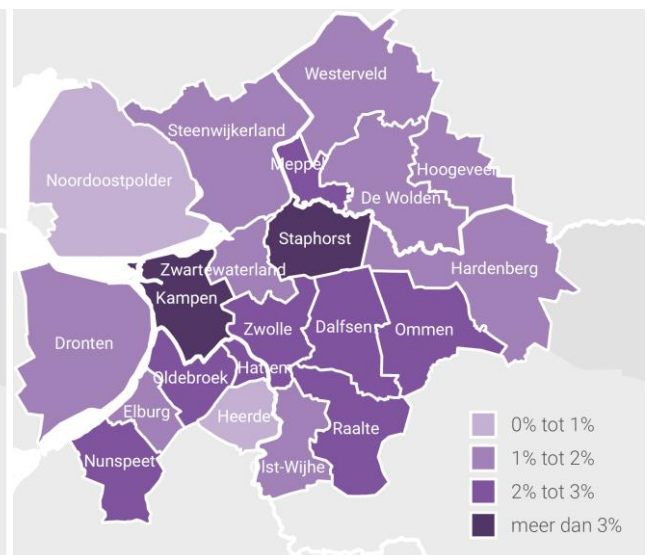 Westerveld
Steenwijkerland
Meppel
Hoogeveen
Noordoostpolder
De Wolden
Staphorst
Zwartewaterland
Hardenberg
Kampen
Zwolle
Dalfsen
Ommen
Dronten
Hattem
Oldebroek
Elburg
Heerde
Raalte
Nunspeet
Olst-Wijhe
0% tot 1%
1% tot 2%
2% tot 3%
meer dan 3%